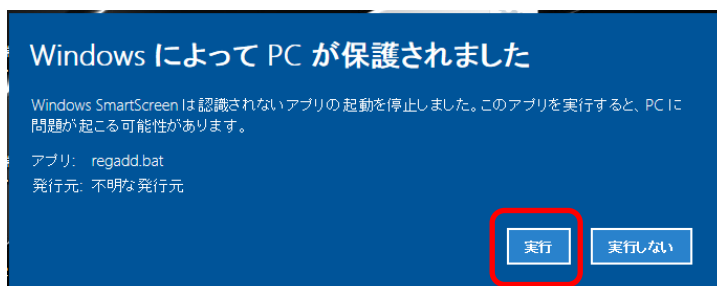 Windows によって PC が保護されました
Windows SmartScreen は認識されないアプリの起動を停止しました。このアプリを実行すると、PC に
問題が起こる可能性があります。
アプリ: regadd.bat
発行元: 不明な発行元
実行 実行しない